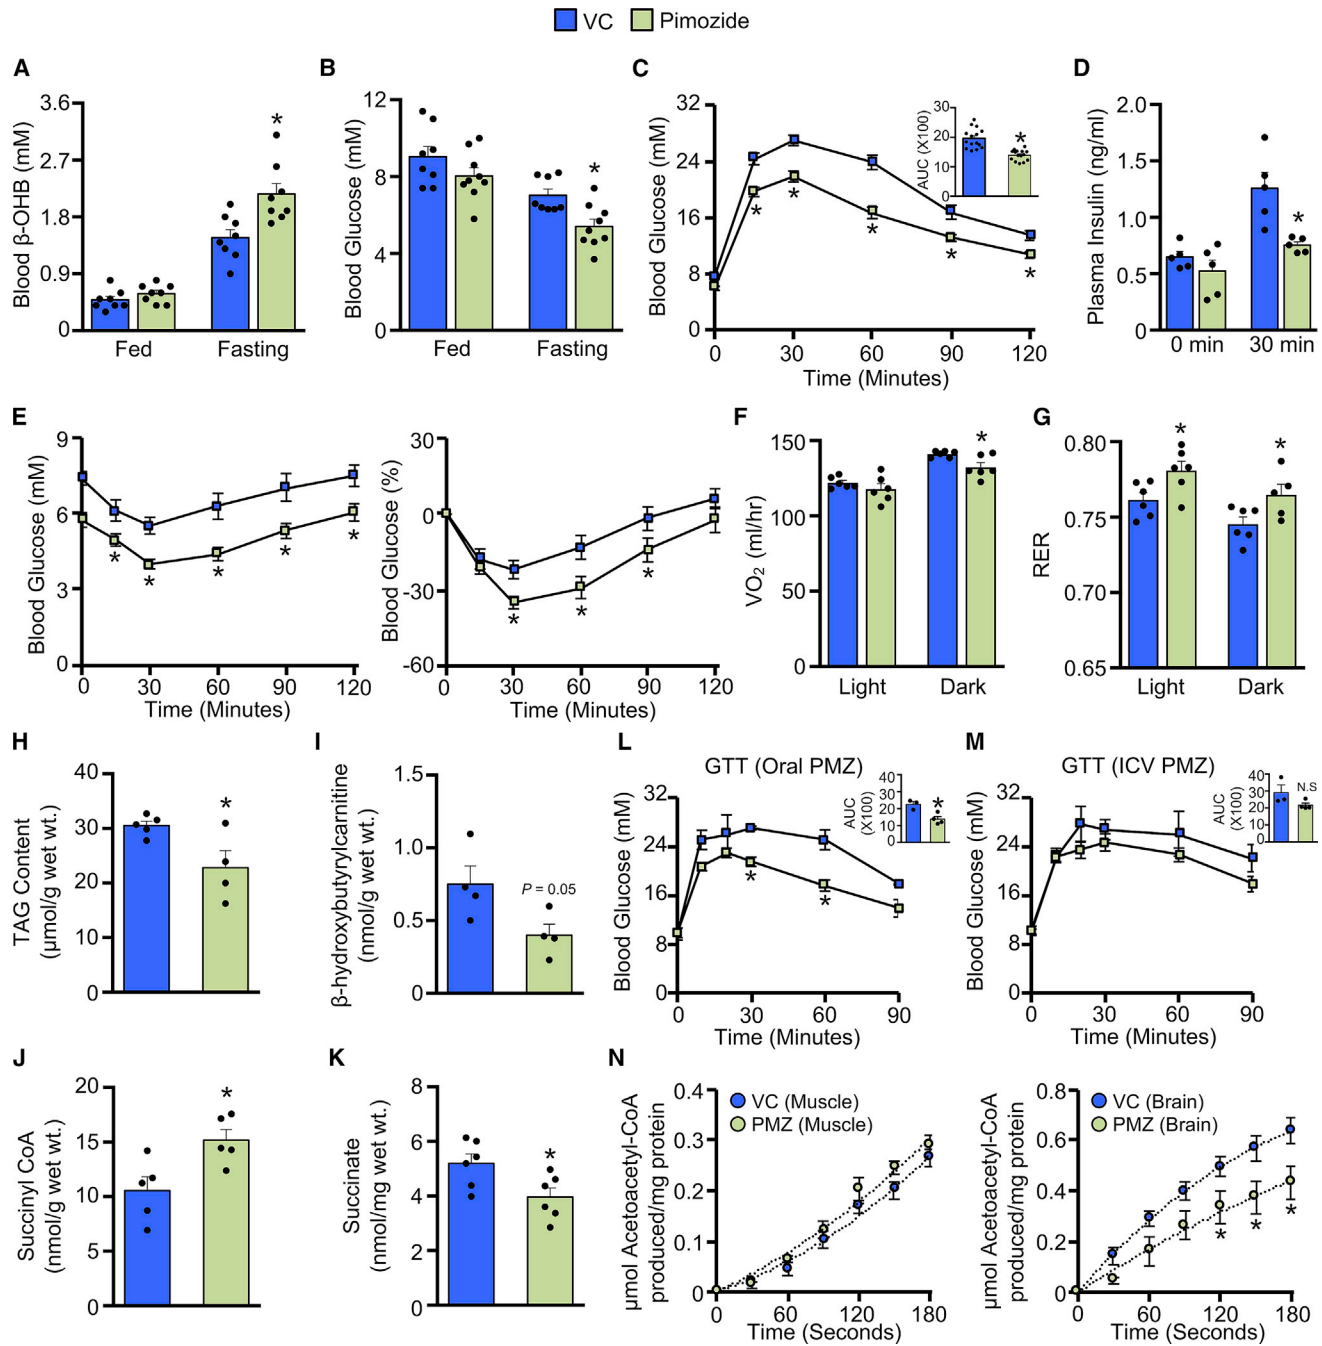 VC Pimozide
A
Blood β-OHB (mM)
3.6
2.7
1.8
0.9
0
*
Fed Fasting
B
Blood Glucose (mM)
12
8
4
0
*
Fed Fasting
C
Blood Glucose (mM)
32
24
16
8
0
* * * * *
0 30 60 90 120
Time (Minutes)
AUC (X100)
30
20
10
0
*
D
Plasma Insulin (ng/ml)
2.0
1.5
1.0
0.5
0
*
0 min 30 min
E
Blood Glucose (mM)
9
6
3
0
* * * * *
0 30 60 90 120
Time (Minutes)
Blood Glucose (%)
30
0
-30
-60
* * *
0 30 60 90 120
Time (Minutes)
F
VO₂ (ml/hr)
150
100
50
0
*
Light Dark
G
RER
0.80
0.75
0.70
0.65
* *
Light Dark
H
TAG Content
(µmol/g wet wt.)
40
30
20
10
0
*
I
β-hydroxybutyrylcarnitine
(nmol/g wet wt.)
1.5
1.0
0.5
0
P = 0.05
L
GTT (Oral PMZ)
Blood Glucose (mM)
32
24
16
8
0
* *
0 30 60 90
Time (Minutes)
AUC
(X100)
40
30
20
10
0
*
M
GTT (ICV PMZ)
Blood Glucose (mM)
32
24
16
8
0
0 30 60 90
Time (Minutes)
AUC
(X100)
40
30
20
10
0
N.S
J
Succinyl CoA
(nmol/g wet wt.)
20
15
10
5
0
*
K
Succinate
(nmol/mg wet wt.)
8
6
4
2
0
*
N
µmol Acetoacetyl-CoA
produced/mg protein
0.4
0.3
0.2
0.1
0
VC (Muscle)
PMZ (Muscle)
0 60 120 180
Time (Seconds)
µmol Acetoacetyl-CoA
produced/mg protein
0.8
0.6
0.4
0.2
0
VC (Brain)
PMZ (Brain)
* * *
0 60 120 180
Time (Seconds)